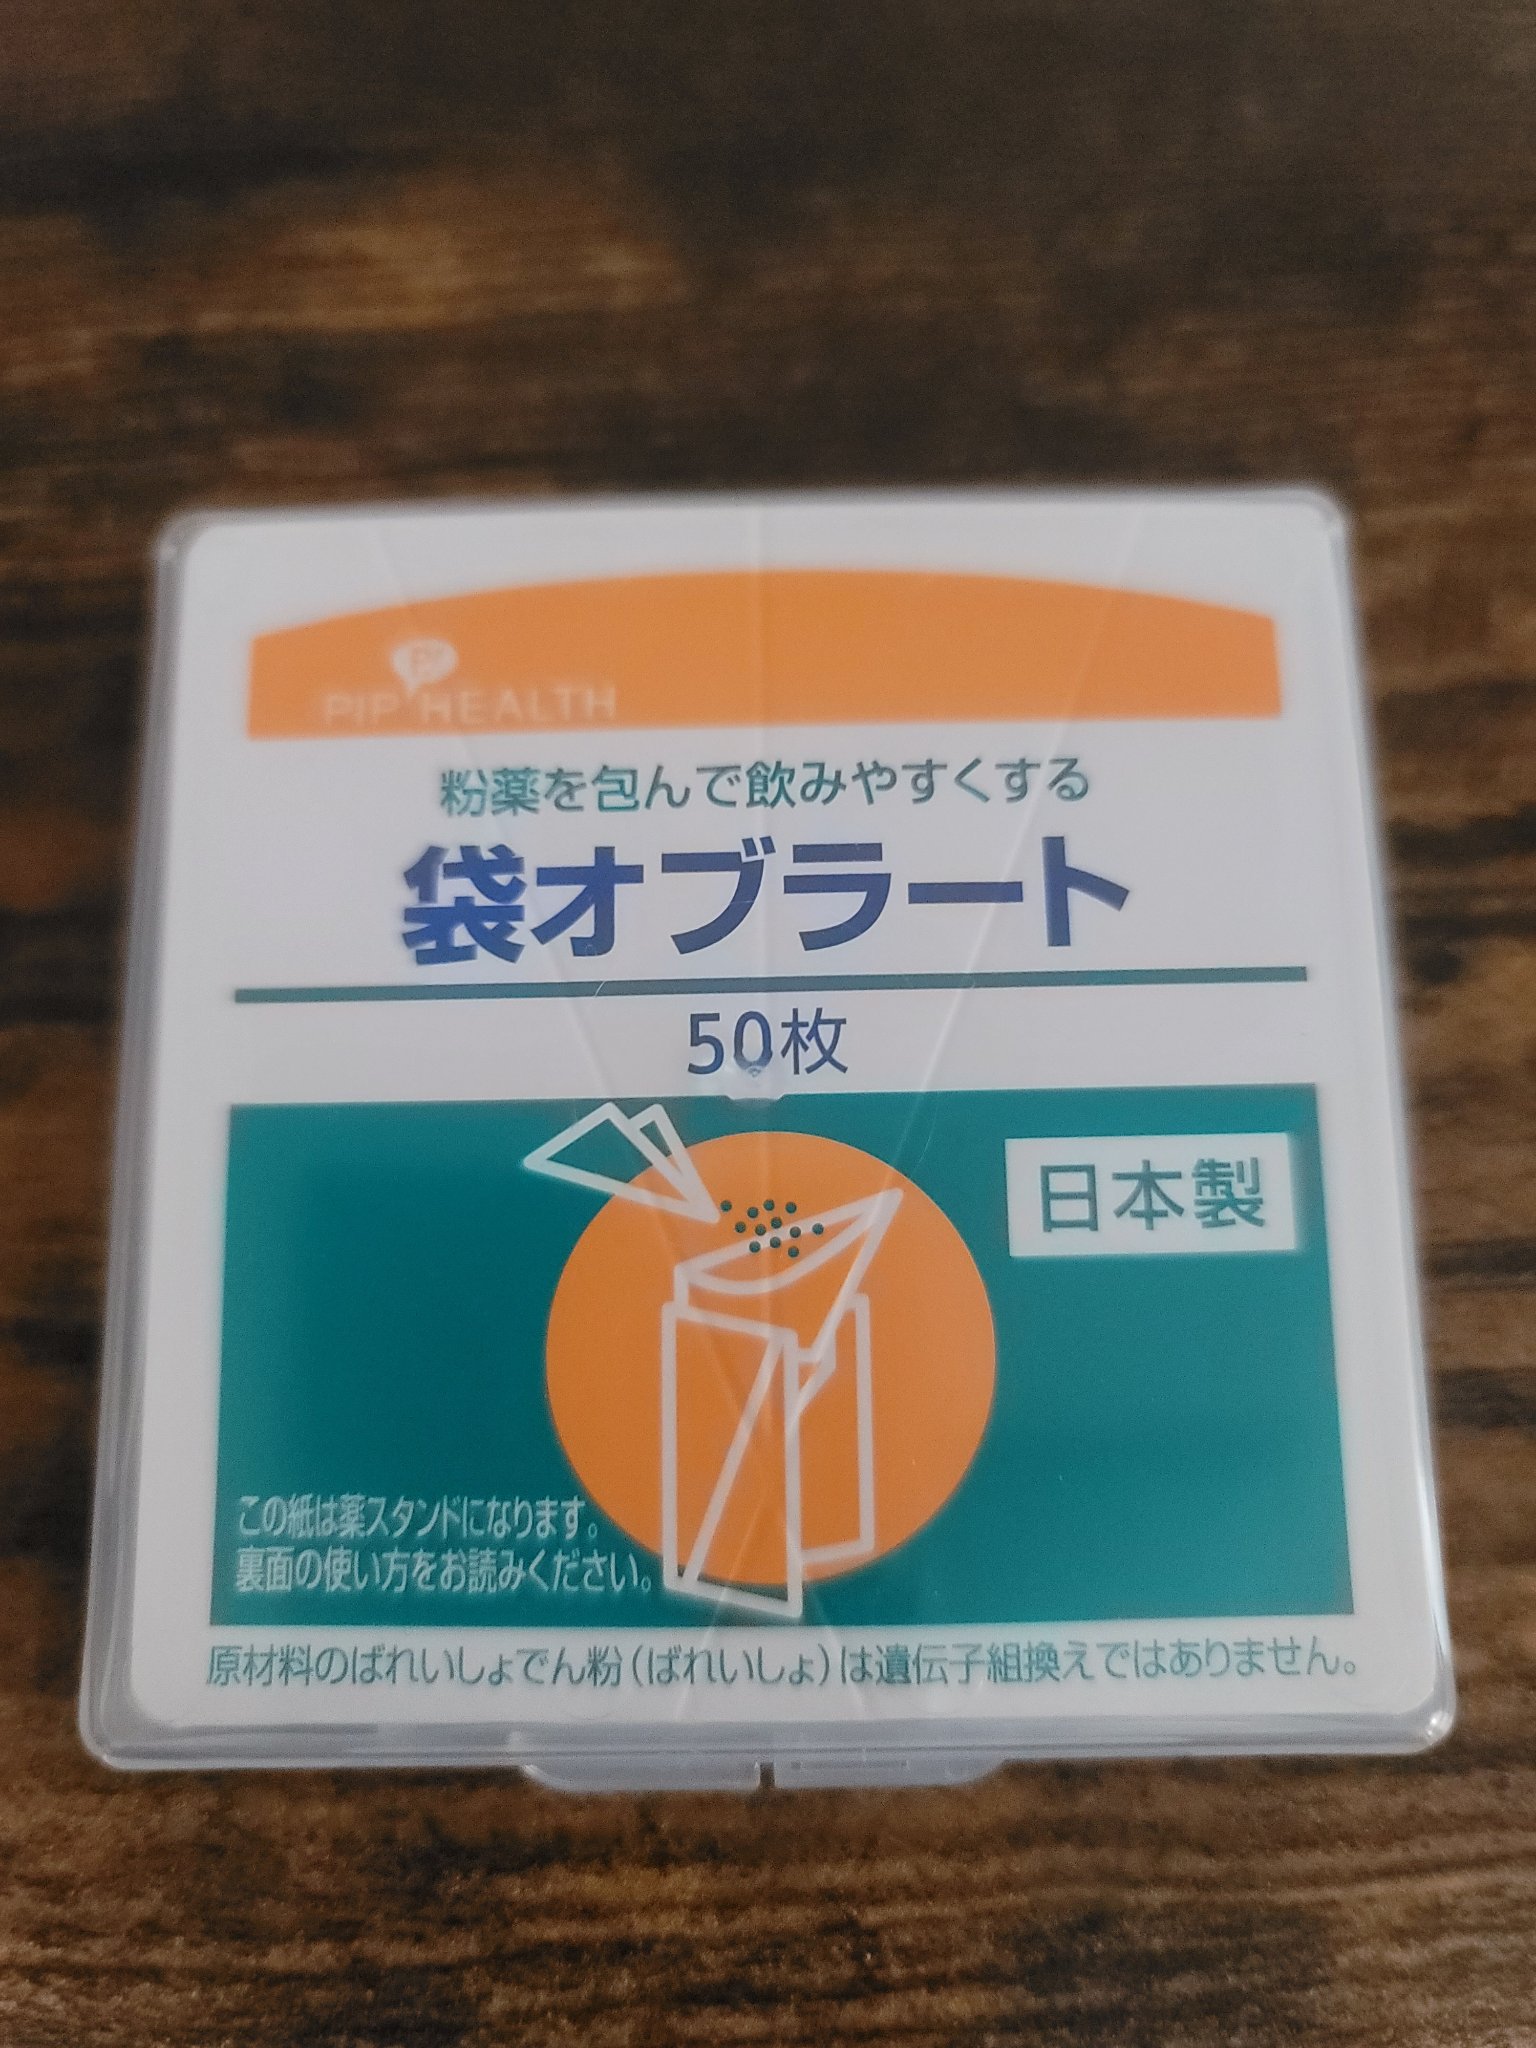 PIP HEALTH
粉薬を包んで飲みやすくする
袋オブラート
50枚
日本製
この紙は薬スタンドになります。
裏面の使い方をお読みください。
原材料のばれいしょでん粉（ばれいしょ）は遺伝子組換えではありません。